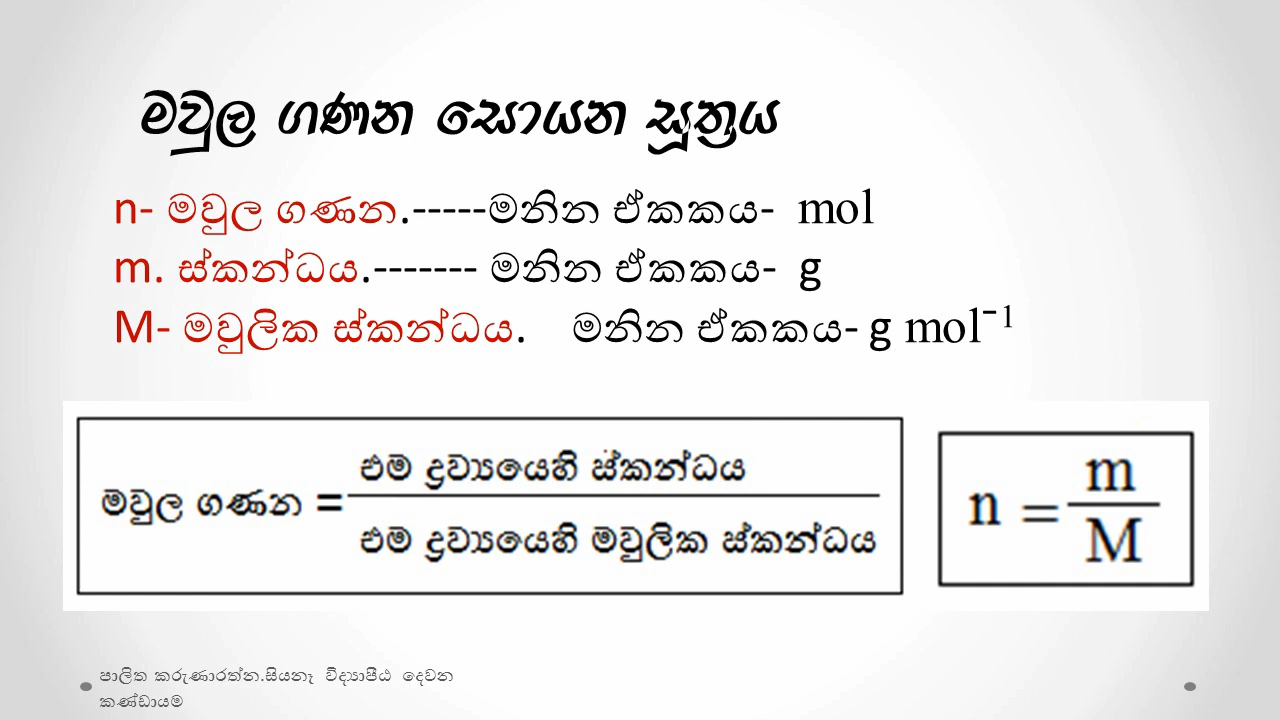 මවුල ගණන සොයන සූත්‍රය
n- මවුල ගණන.-----මනින ඒකකය- mol
m. ස්කන්ධය.------- මනින ඒකකය- g
M- මවුලික ස්කන්ධය. මනින ඒකකය- g mol⁻¹
එම ද්‍රව්‍යයෙහි ස්කන්ධය
මවුල ගණන =
එම ද්‍රව්‍යයෙහි මවුලික ස්කන්ධය
m
n =
M
පාලිත කරුණාරත්න.සියනෑ විද්‍යාපීඨ දෙවන
කණ්ඩායම